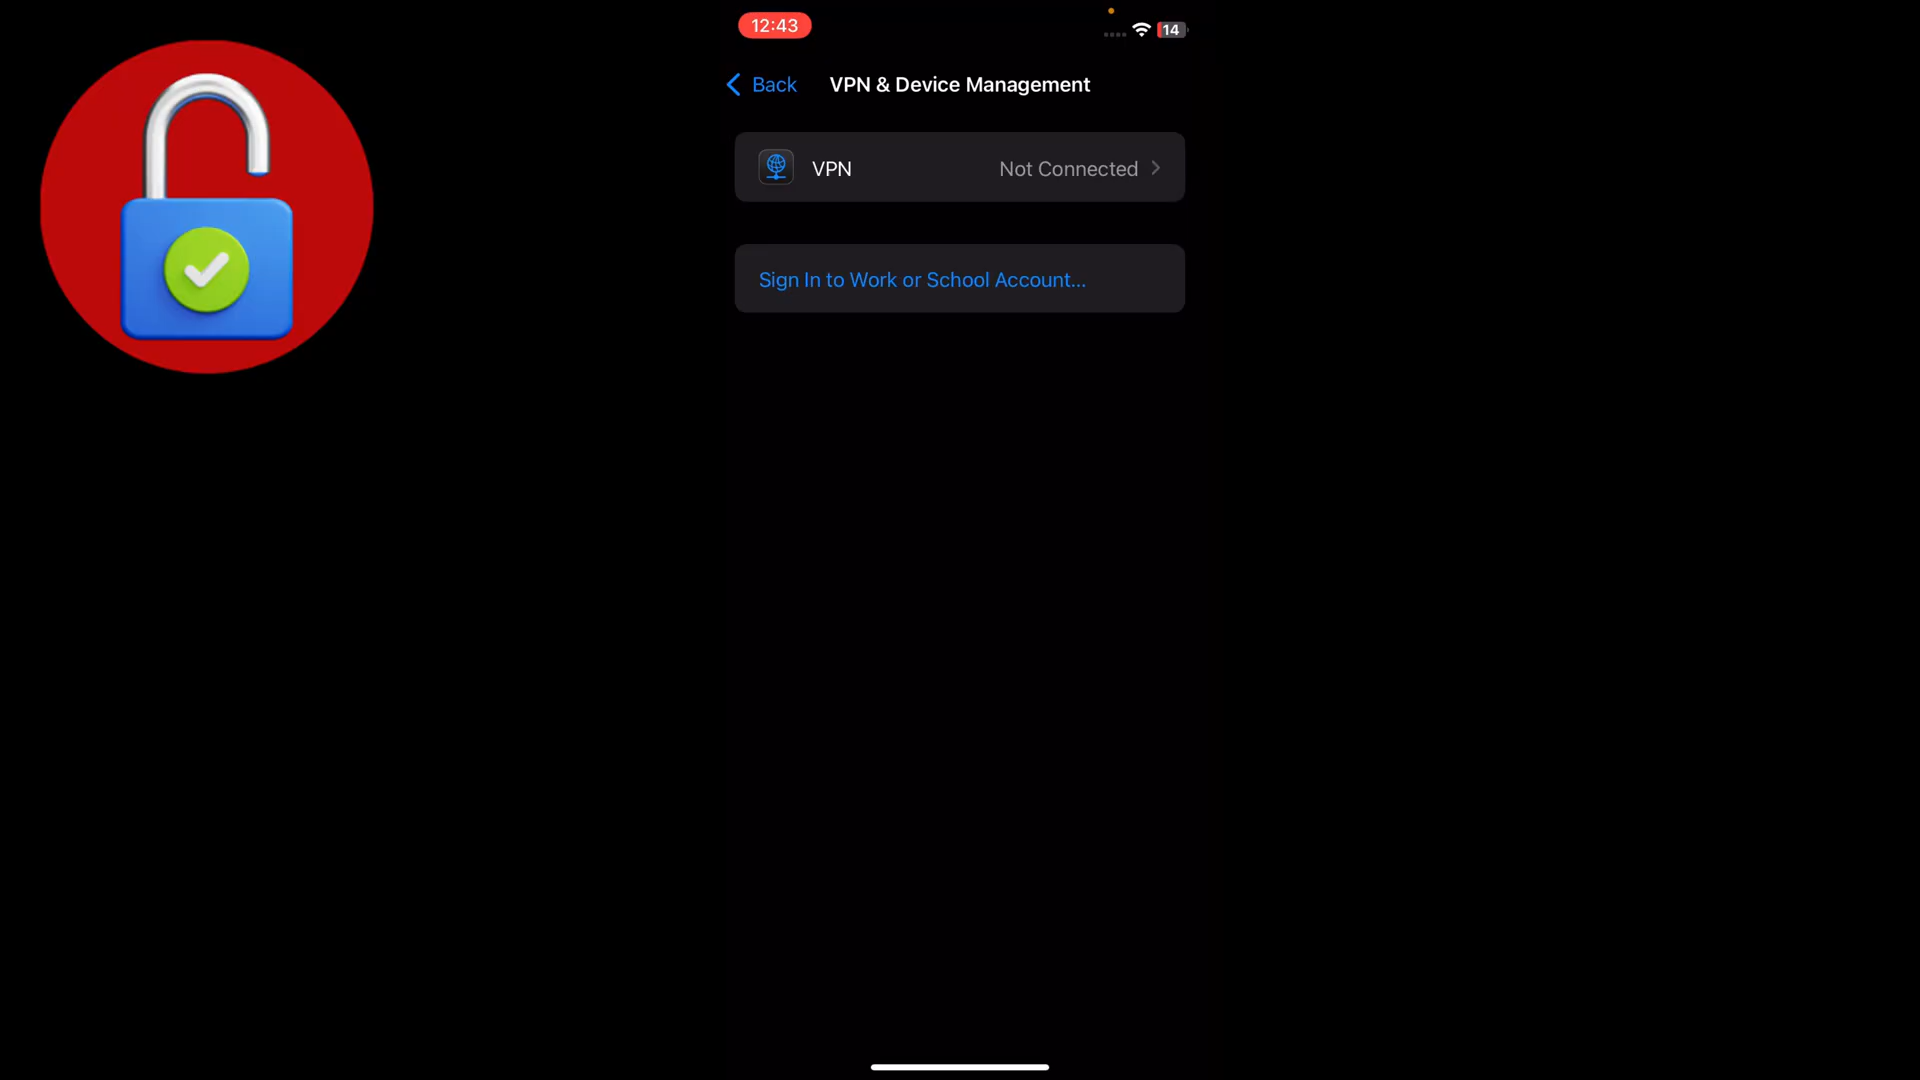 12:43
14
Back
VPN & Device Management
VPN
Not Connected
Sign In to Work or School Account...